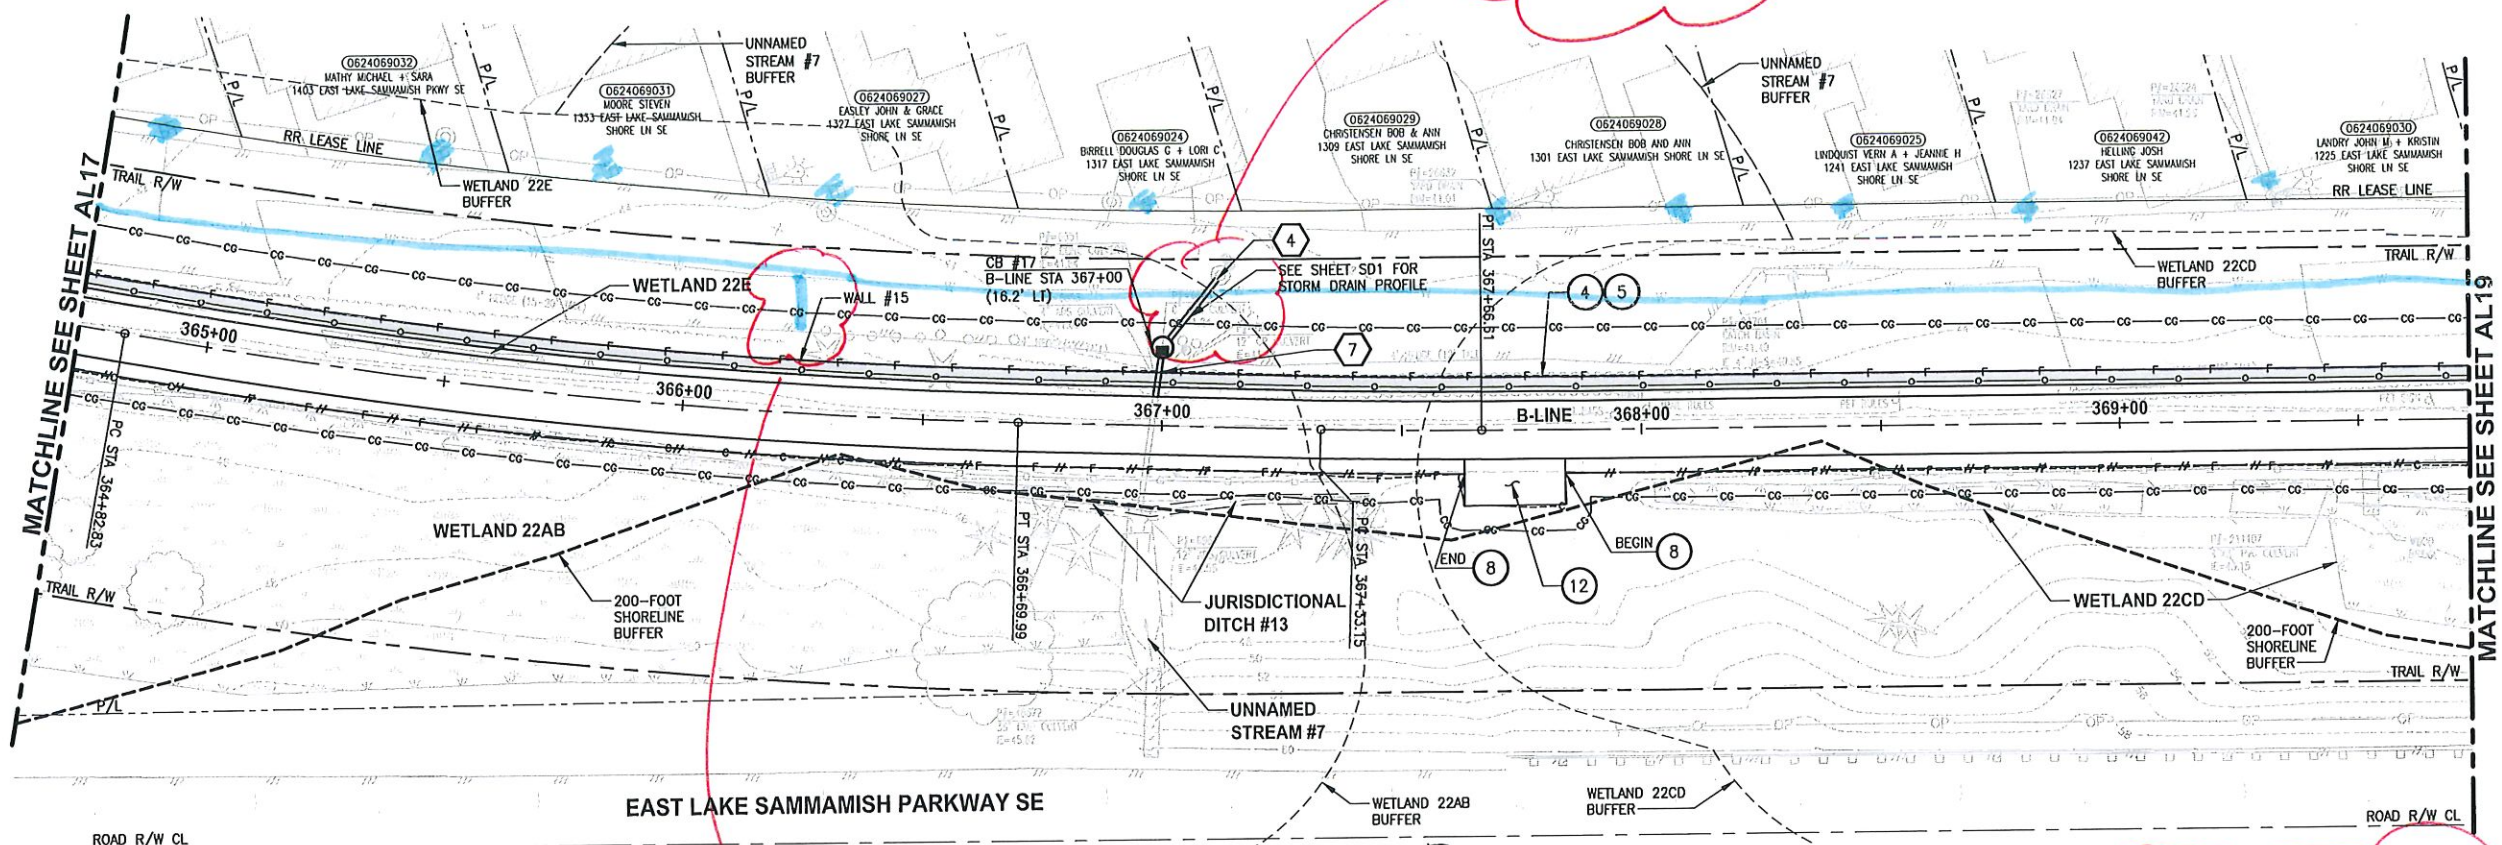 0624069032
MATHY MICHAEL + SARA
1403 EAST LAKE SAMMAMISH PKWY SE
UNNAMED
STREAM #7
BUFFER
0624069031
MOORE STEVEN
1333 EAST LAKE SAMMAMISH
SHORE LN SE
0624069027
EASLEY JOHN & GRACE
1327 EAST LAKE SAMMAMISH
SHORE LN SE
0624069024
BIRRELL DOUGLAS G + LORI C
1317 EAST LAKE SAMMAMISH
SHORE LN SE
0624069029
CHRISTENSEN BOB & ANN
1309 EAST LAKE SAMMAMISH
SHORE LN SE
0624069028
CHRISTENSEN BOB AND ANN
1301 EAST LAKE SAMMAMISH SHORE LN SE
UNNAMED
STREAM #7
BUFFER
0624069025
LINDQUIST VERN A + JEANNIE H
1241 EAST LAKE SAMMAMISH
SHORE LN SE
0624069042
HELLING JOSH
1237 EAST LAKE SAMMAMISH
SHORE LN SE
0624069030
LANDRY JOHN M + KRISTIN
1225 EAST LAKE SAMMAMISH
SHORE LN SE
P/L
P/L
P/L
P/L
P/L
P/L
P/L
P/L
P/L
P/L
RR LEASE LINE
RR LEASE LINE
TRAIL R/W
TRAIL R/W
WETLAND 22E
BUFFER
WETLAND 22E
WALL #15
CB #17
B-LINE STA 367+00
(16.2' LT)
4
SEE SHEET SD1 FOR
STORM DRAIN PROFILE
7
PT STA 367+66.51
4 5
WETLAND 22CD
BUFFER
MATCHLINE SEE SHEET AL17
MATCHLINE SEE SHEET AL19
365+00
366+00
367+00
B-LINE
368+00
369+00
PC STA 364+82.83
WETLAND 22AB
200-FOOT
SHORELINE
BUFFER
PT STA 366+69.99
JURISDICTIONAL
DITCH #13
PC STA 367+33.15
END 8
12
BEGIN 8
WETLAND 22CD
200-FOOT
SHORELINE
BUFFER
TRAIL R/W
TRAIL R/W
P/L
UNNAMED
STREAM #7
EAST LAKE SAMMAMISH PARKWAY SE
WETLAND 22AB
BUFFER
WETLAND 22CD
BUFFER
ROAD R/W CL
ROAD R/W CL